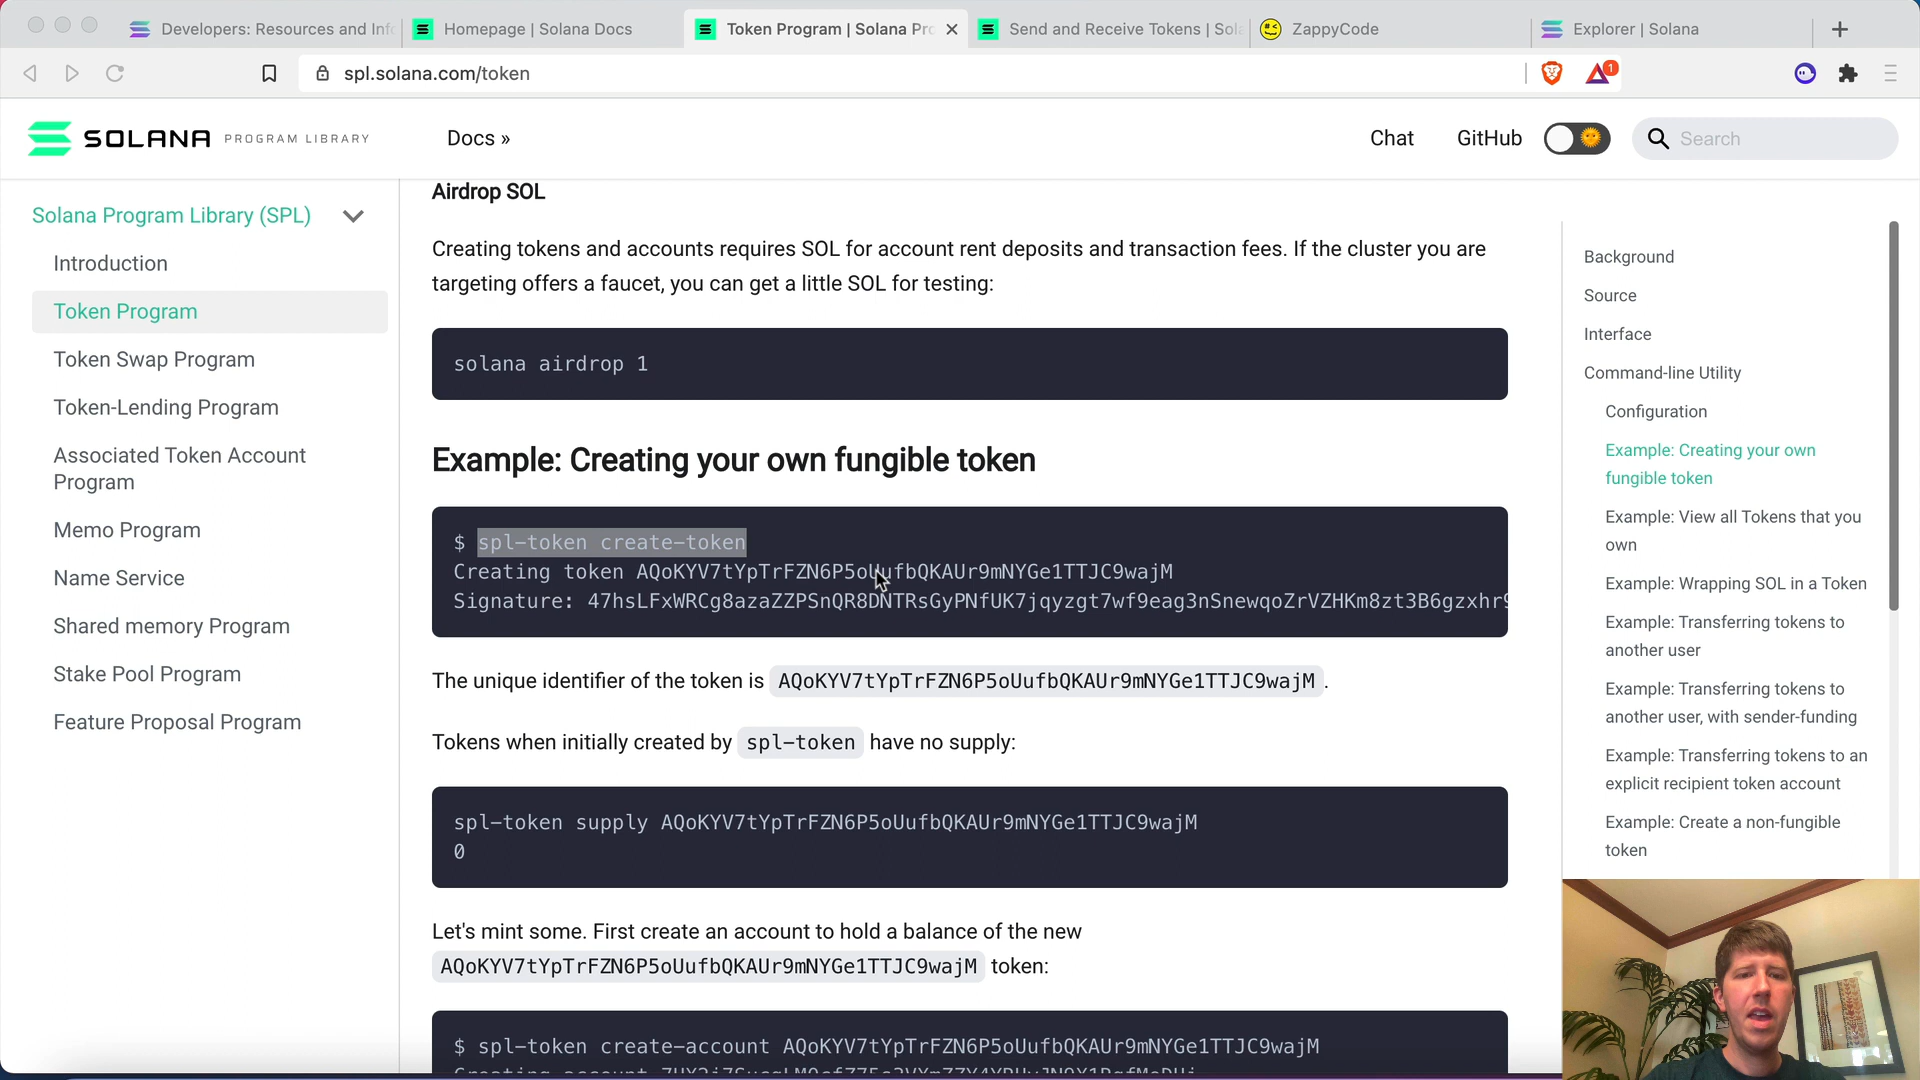 Developers: Resources and Inf
Homepage | Solana Docs
Token Program | Solana Pro
Send and Receive Tokens | Sol
ZappyCode
Explorer | Solana
spl.solana.com/token
1
SOLANA PROGRAM LIBRARY
Docs »
Chat
GitHub
Search
Solana Program Library (SPL)
Introduction
Token Program
Token Swap Program
Token-Lending Program
Associated Token Account
Program
Memo Program
Name Service
Shared memory Program
Stake Pool Program
Feature Proposal Program
Airdrop SOL
Creating tokens and accounts requires SOL for account rent deposits and transaction fees. If the cluster you are
targeting offers a faucet, you can get a little SOL for testing:
solana airdrop 1
Example: Creating your own fungible token
$ spl-token create-token
Creating token AQoKYV7tYpTrFZN6P5oUufbQKAUr9mNYGe1TTJC9wajM
Signature: 47hsLFxWRCg8azaZZPSnQR8DNTRsGyPNfUK7jqyzgt7wf9eag3nSnewqoZrVZHKm8zt3B6gzxhr9
The unique identifier of the token is AQoKYV7tYpTrFZN6P5oUufbQKAUr9mNYGe1TTJC9wajM.
Tokens when initially created by spl-token have no supply:
spl-token supply AQoKYV7tYpTrFZN6P5oUufbQKAUr9mNYGe1TTJC9wajM
0
Let's mint some. First create an account to hold a balance of the new
AQoKYV7tYpTrFZN6P5oUufbQKAUr9mNYGe1TTJC9wajM token:
$ spl-token create-account AQoKYV7tYpTrFZN6P5oUufbQKAUr9mNYGe1TTJC9wajM
Creating account
Background
Source
Interface
Command-line Utility
Configuration
Example: Creating your own
fungible token
Example: View all Tokens that you
own
Example: Wrapping SOL in a Token
Example: Transferring tokens to
another user
Example: Transferring tokens to
another user, with sender-funding
Example: Transferring tokens to an
explicit recipient token account
Example: Create a non-fungible
token